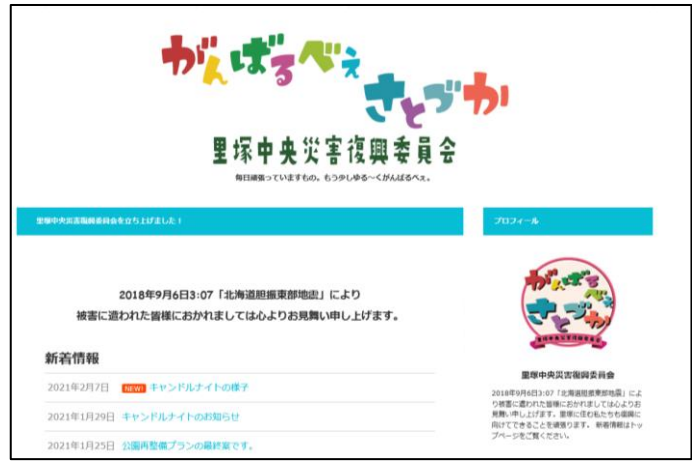 がんばるべぇ
さとづか
里塚中央災害復興委員会
毎日頑張っていますもの。もう少しゆる～くがんばるべぇ。
里塚中央災害復興委員会を立ち上げました!
プロフィール
2018年9月6日3:07「北海道胆振東部地震」により
被害に遭われた皆様におかれましては心よりお見舞い申し上げます。
新着情報
2021年2月7日 NEW! キャンドルナイトの様子
2021年1月29日 キャンドルナイトのお知らせ
2021年1月25日 公園再整備プランの最終案です。
がんばるべぇ
さとづか
里塚中央災害復興委員会
里塚中央災害復興委員会
2018年9月6日3:07「北海道胆振東部地震」によ
り被害に遭われた皆様におかれましては心よりお
見舞い申し上げます。里塚に住む私たちも復興に
向けてできることを頑張ります。 新着情報はトッ
プページをご覧ください。